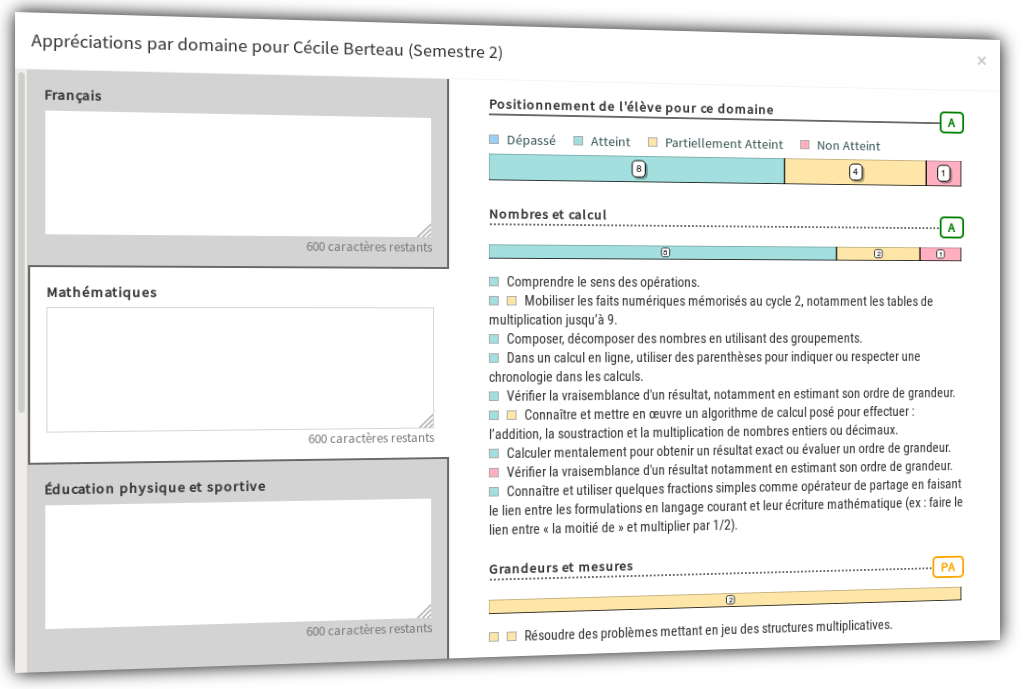 Appréciations par domaine pour Cécile Berteau (Semestre 2)
×
Français
600 caractères restants
Mathématiques
600 caractères restants
Éducation physique et sportive
600 caractères restants
Positionnement de l'élève pour ce domaine
A
Dépassé Atteint Partiellement Atteint Non Atteint
8 4 1
Nombres et calcul
A
2 1
Comprendre le sens des opérations.
Mobiliser les faits numériques mémorisés au cycle 2, notamment les tables de
multiplication jusqu’à 9.
Composer, décomposer des nombres en utilisant des groupements.
Dans un calcul en ligne, utiliser des parenthèses pour indiquer ou respecter une
chronologie dans les calculs.
Vérifier la vraisemblance d'un résultat, notamment en estimant son ordre de grandeur.
Connaître et mettre en œuvre un algorithme de calcul posé pour effectuer :
l’addition, la soustraction et la multiplication de nombres entiers ou décimaux.
Calculer mentalement pour obtenir un résultat exact ou évaluer un ordre de grandeur.
Vérifier la vraisemblance d'un résultat notamment en estimant son ordre de grandeur.
Connaître et utiliser quelques fractions simples comme opérateur de partage en faisant
le lien entre les formulations en langage courant et leur écriture mathématique (ex : faire le
lien entre « la moitié de » et multiplier par 1/2).
Grandeurs et mesures
PA
2
Résoudre des problèmes mettant en jeu des structures multiplicatives.